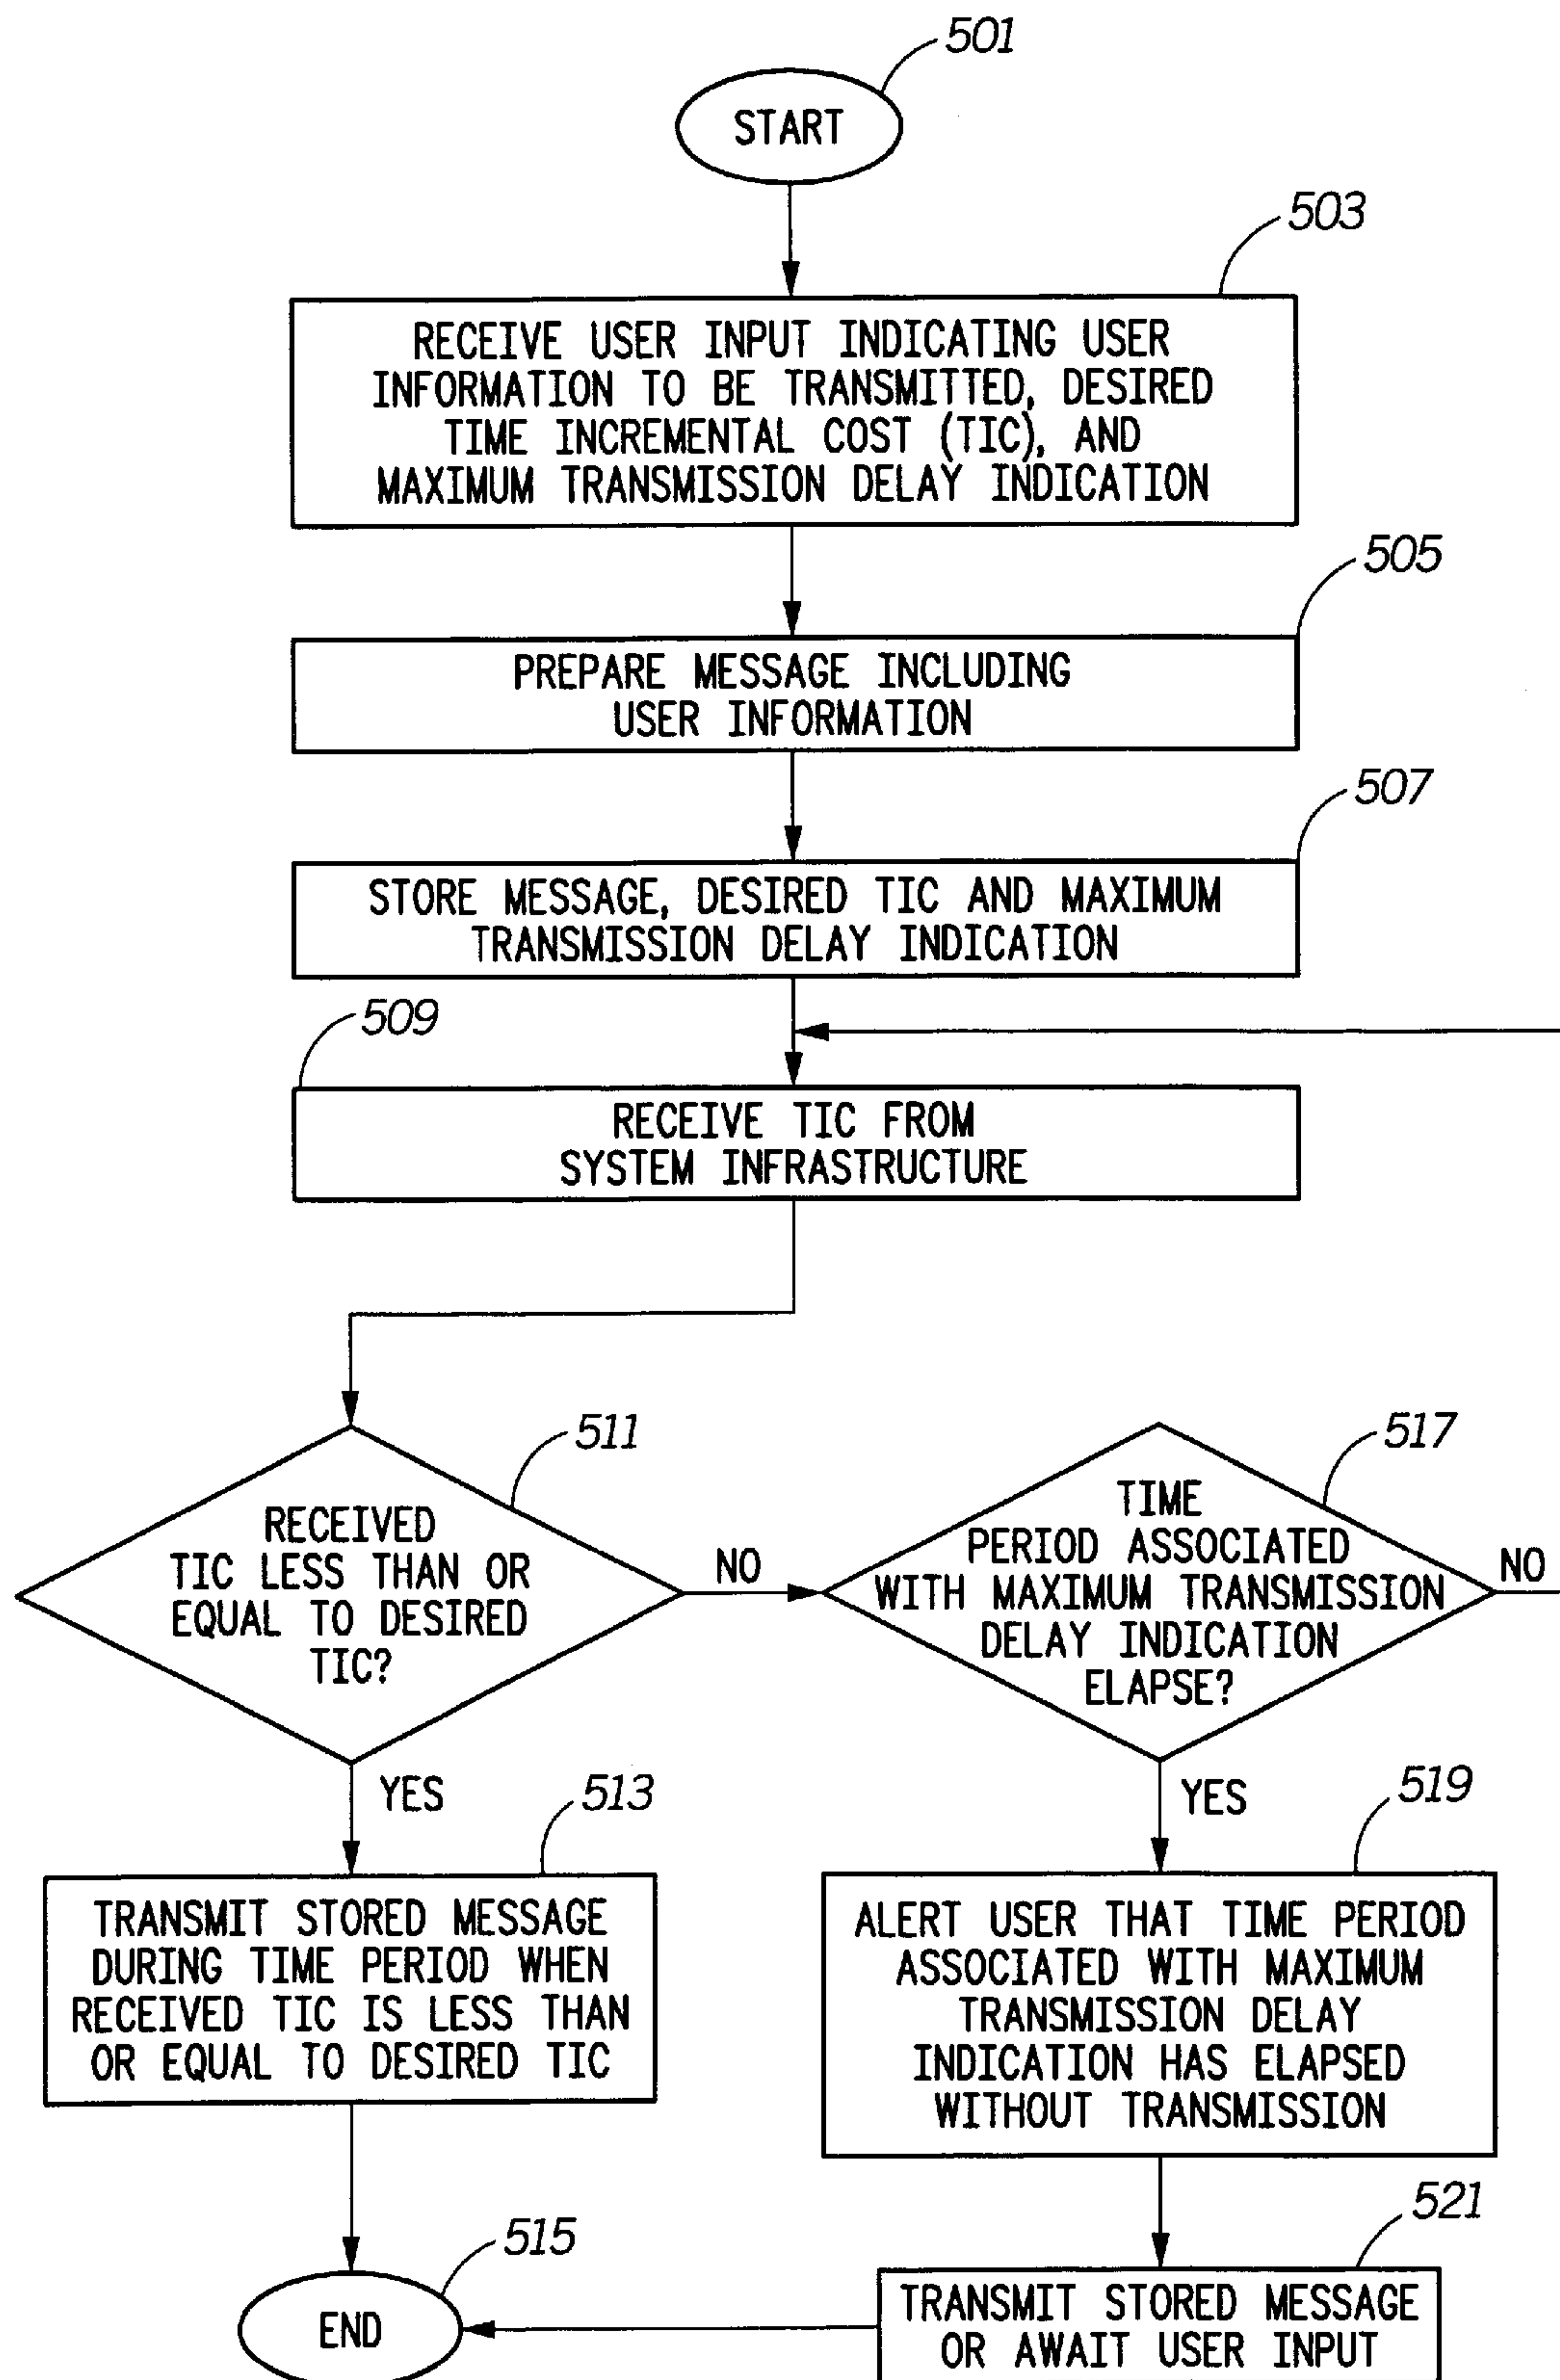 501
START
503
RECEIVE USER INPUT INDICATING USER
INFORMATION TO BE TRANSMITTED, DESIRED
TIME INCREMENTAL COST (TIC), AND
MAXIMUM TRANSMISSION DELAY INDICATION
505
PREPARE MESSAGE INCLUDING
USER INFORMATION
507
STORE MESSAGE, DESIRED TIC AND MAXIMUM
TRANSMISSION DELAY INDICATION
509
RECEIVE TIC FROM
SYSTEM INFRASTRUCTURE
511
RECEIVED
TIC LESS THAN OR
EQUAL TO DESIRED
TIC?
NO
517
TIME
PERIOD ASSOCIATED
WITH MAXIMUM TRANSMISSION
DELAY INDICATION
ELAPSE?
NO
YES
513
TRANSMIT STORED MESSAGE
DURING TIME PERIOD WHEN
RECEIVED TIC IS LESS THAN
OR EQUAL TO DESIRED TIC
YES
519
ALERT USER THAT TIME PERIOD
ASSOCIATED WITH MAXIMUM
TRANSMISSION DELAY
INDICATION HAS ELAPSED
WITHOUT TRANSMISSION
515
END
521
TRANSMIT STORED MESSAGE
OR AWAIT USER INPUT